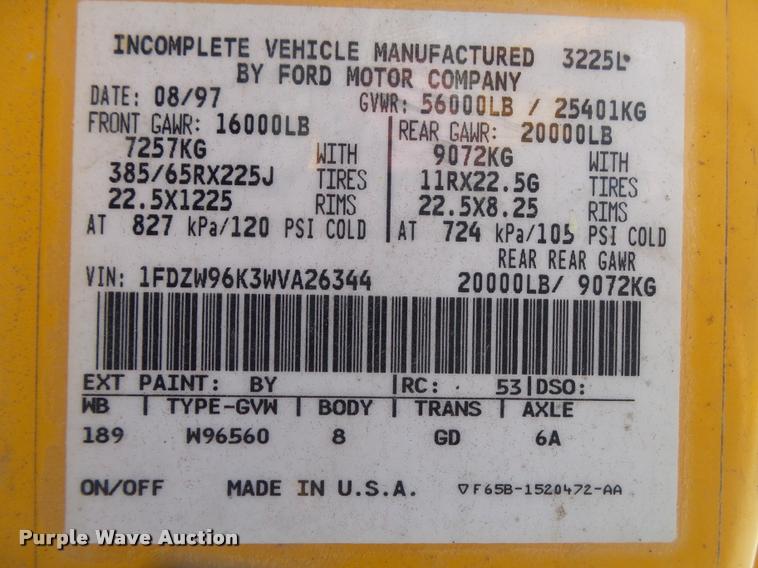 INCOMPLETE VEHICLE MANUFACTURED 3225L
BY FORD MOTOR COMPANY
DATE: 08/97 GVWR: 56000LB / 25401KG
FRONT GAWR: 16000LB REAR GAWR: 20000LB
7257KG WITH 9072KG WITH
385/65RX225J TIRES 11RX22.5G TIRES
22.5X1225 RIMS 22.5X8.25 RIMS
AT 827 kPa/120 PSI COLD AT 724 kPa/105 PSI COLD
REAR REAR GAWR
VIN: 1FDZW96K3WVA26344 20000LB/ 9072KG
EXT PAINT: BY |RC: 53|DSO:
WB | TYPE-GVW | BODY | TRANS | AXLE
189 W96560 8 GD 6A
ON/OFF MADE IN U.S.A. ▽F65B-1520472-AA
Purple Wave Auction